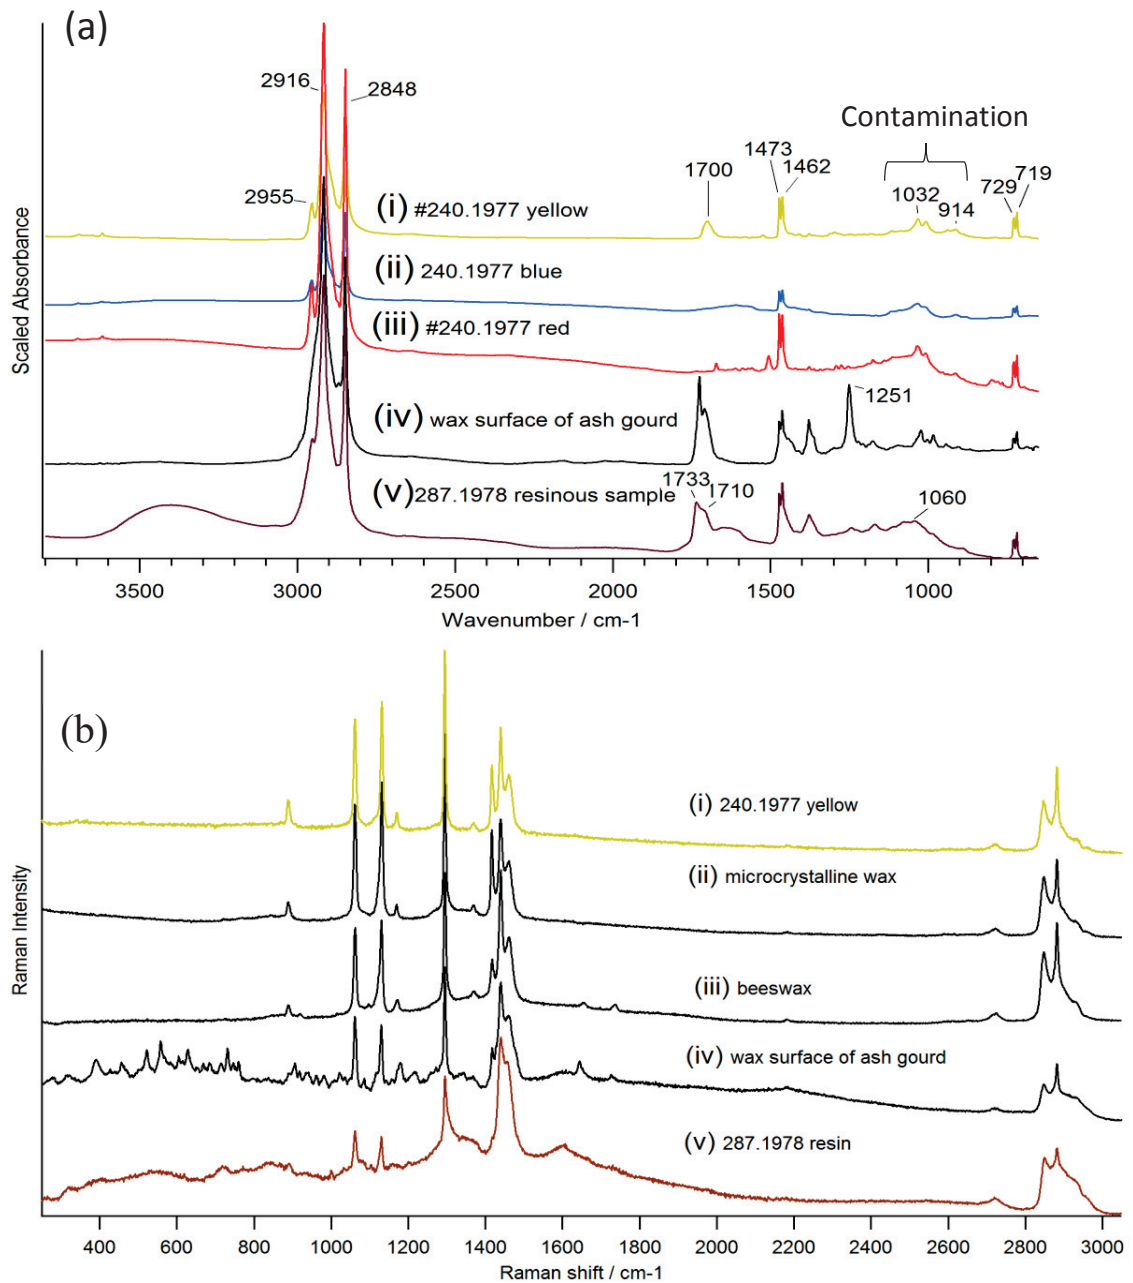 (a)
2916
2848
Contamination
1473
1462
1700
1032
729
719
914
2955
(i) #240.1977 yellow
(ii) 240.1977 blue
(iii) #240.1977 red
1251
(iv) wax surface of ash gourd
1733
1710
(v)287.1978 resinous sample
1060
Scaled Absorbance
3500 3000 2500 2000 1500 1000
Wavenumber / cm-1
(b)
(i) 240.1977 yellow
(ii) microcrystalline wax
(iii) beeswax
(iv) wax surface of ash gourd
(v) 287.1978 resin
Raman Intensity
400 600 800 1000 1200 1400 1600 1800 2000 2200 2400 2600 2800 3000
Raman shift / cm-1